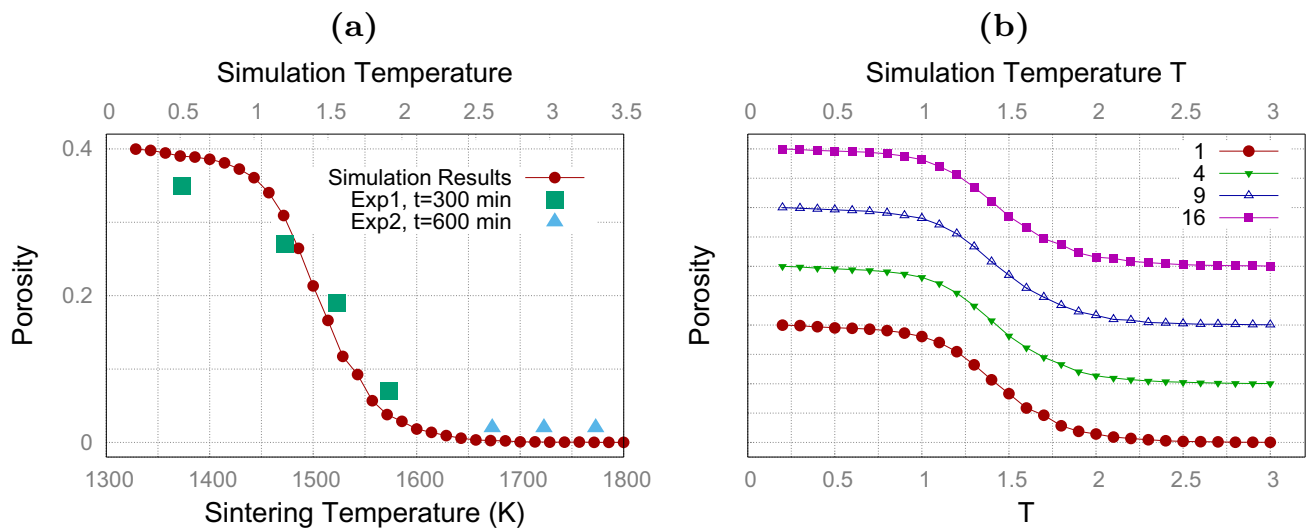 (a)
Simulation Temperature
0 0.5 1 1.5 2 2.5 3 3.5
0.4
0.2
0
Porosity
Simulation Results
Exp1, t=300 min
Exp2, t=600 min
1300 1400 1500 1600 1700 1800
Sintering Temperature (K)
(b)
Simulation Temperature T
0 0.5 1 1.5 2 2.5 3
Porosity
1
4
9
16
0 0.5 1 1.5 2 2.5 3
T